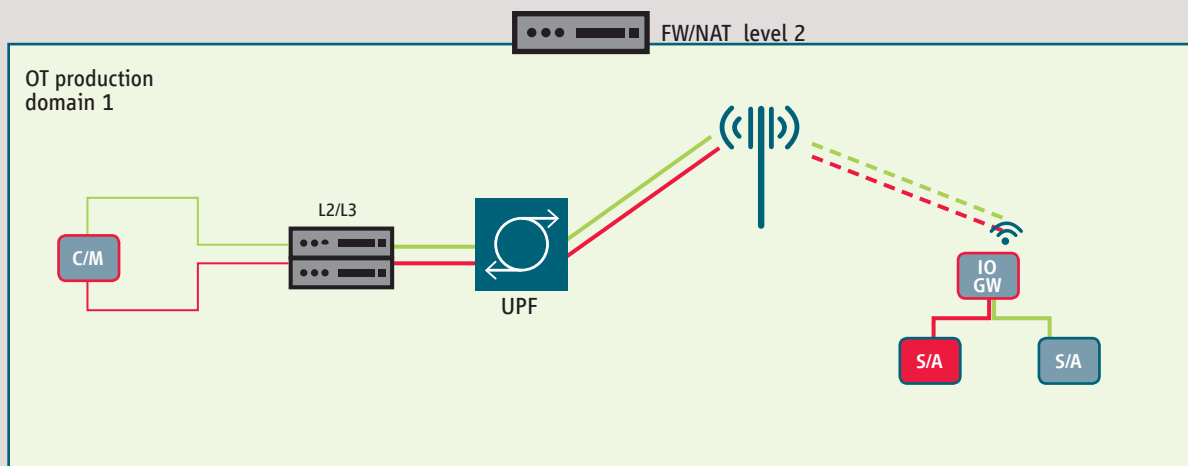 FW/NAT level 2
OT production
domain 1
L2/L3
C/M
UPF
IO
GW
S/A
S/A